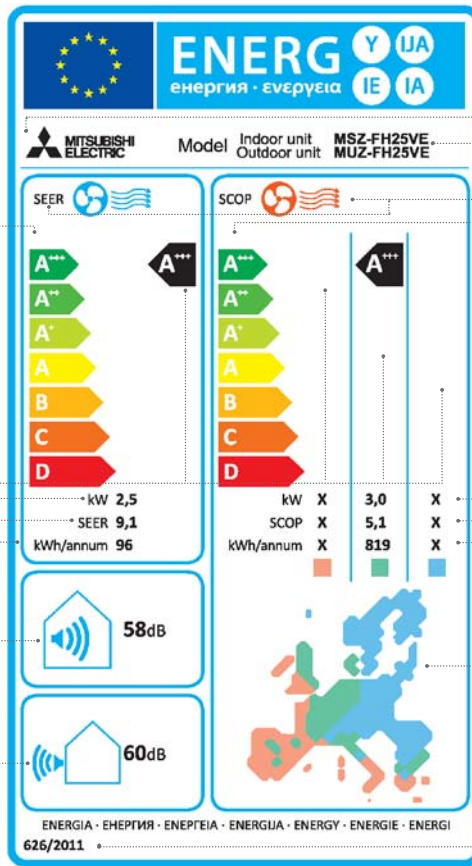 ENERG Y IJA
енергия · ενεργεια IE IA
MITSUBISHI
ELECTRIC
Model Indoor unit MSZ-FH25VE
Outdoor unit MUZ-FH25VE
SEER
A+++ A+++
A++
A+
A
B
C
D
kW 2,5
SEER 9,1
kWh/annum 96
SCOP
A+++ A+++
A++
A+
A
B
C
D
kW X 3,0 X
SCOP X 5,1 X
kWh/annum X 819 X
58dB
60dB
ENERGIA · ЕНЕРГИЯ · ΕΝΕΡΓΕΙΑ · ENERGIJA · ENERGY · ENERGIE · ENERGI
626/2011